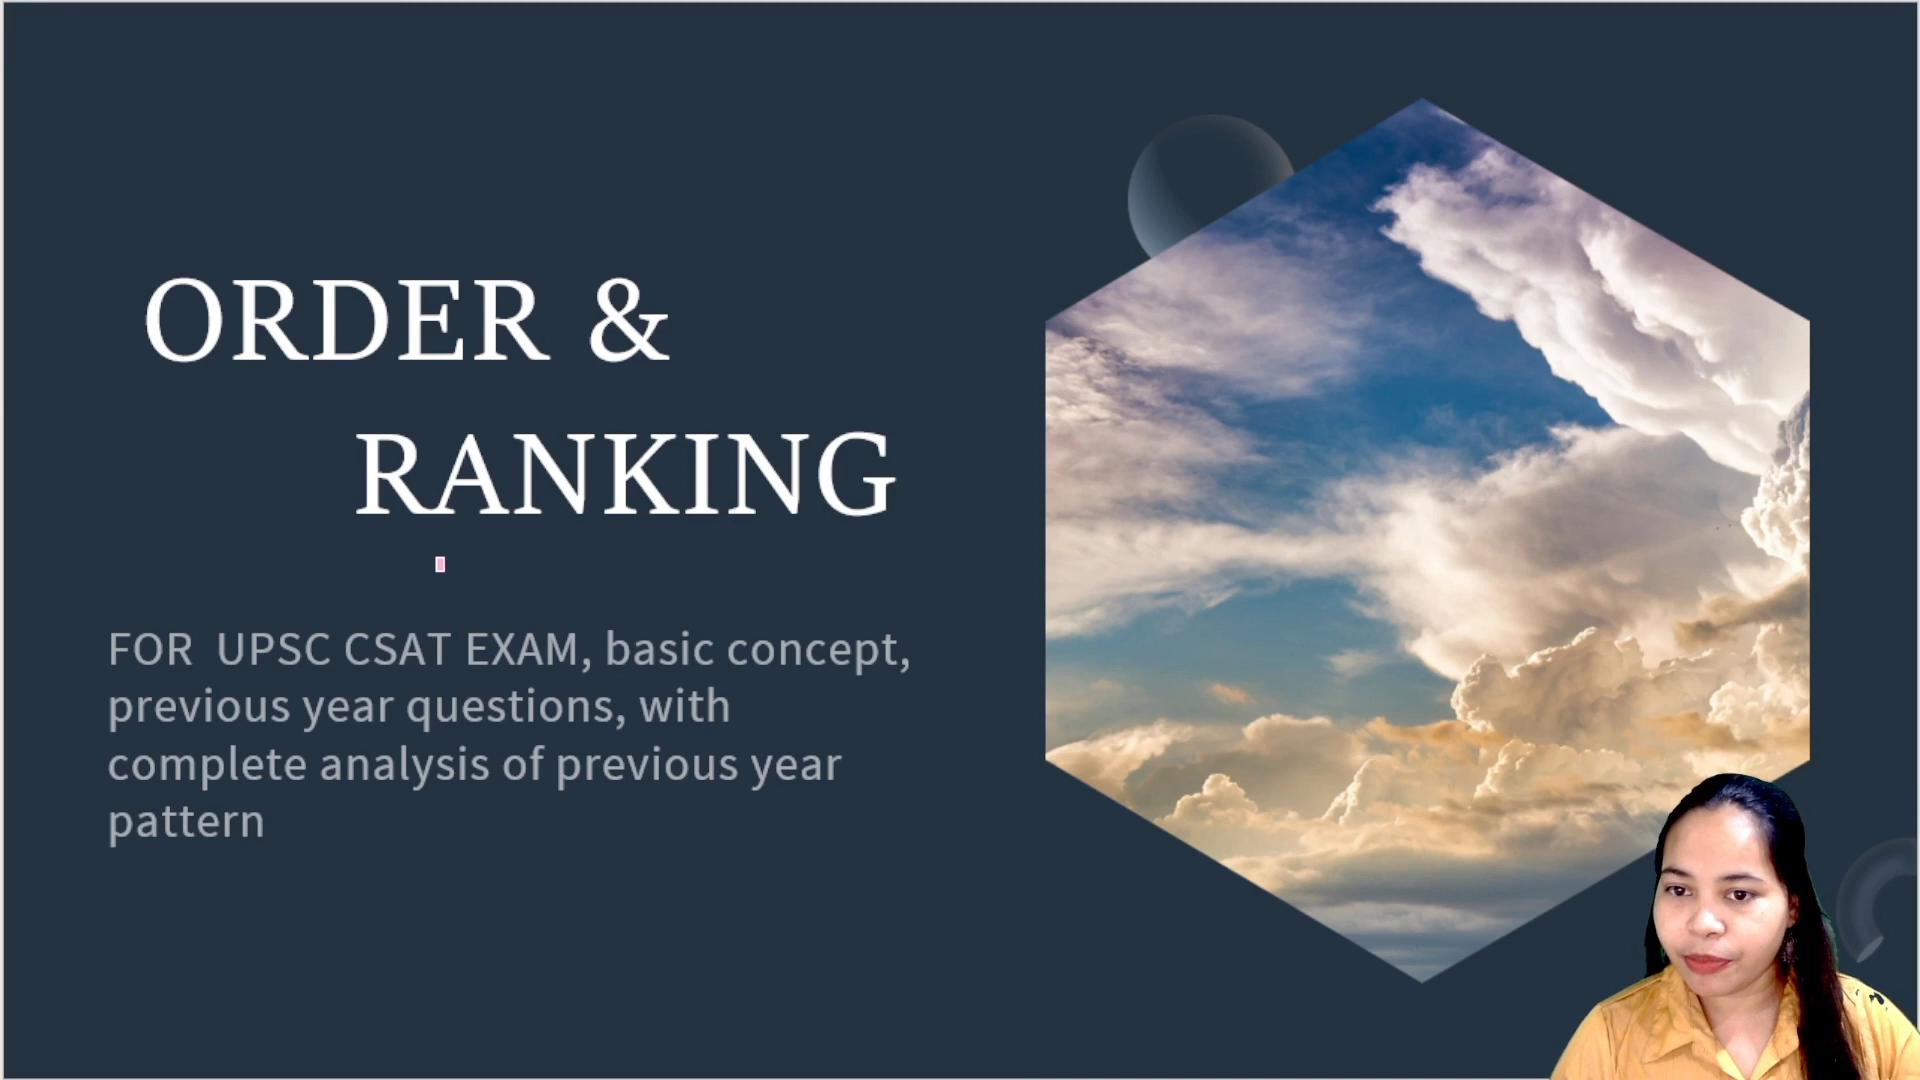 ORDER &
RANKING
FOR UPSC CSAT EXAM, basic concept,
previous year questions, with
complete analysis of previous year
pattern